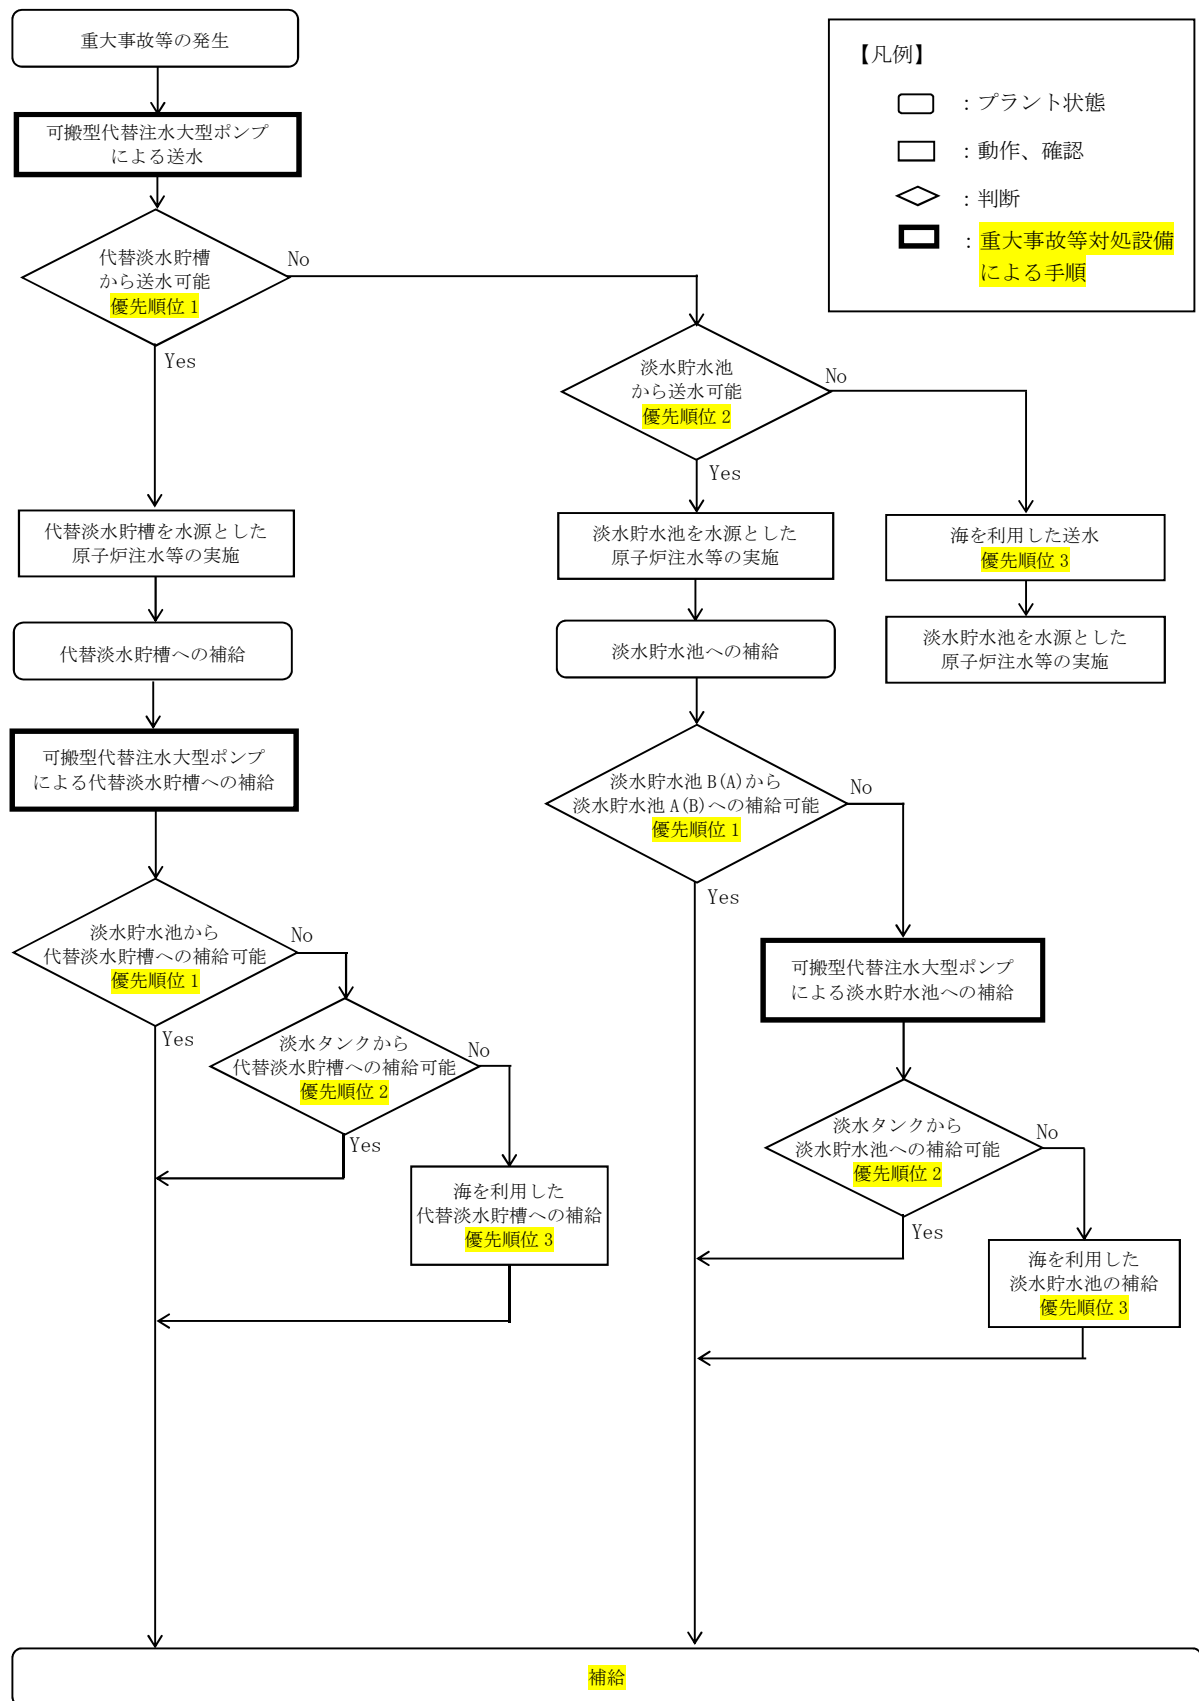 重大事故等の発生
可搬型代替注水大型ポンプ
による送水
代替淡水貯槽
から送水可能
優先順位 1
No
Yes
【凡例】
：プラント状態
：動作、確認
：判断
：重大事故等対処設備
による手順
淡水貯水池
から送水可能
優先順位 2
No
Yes
代替淡水貯槽を水源とした
原子炉注水等の実施
淡水貯水池を水源とした
原子炉注水等の実施
海を利用した送水
優先順位 3
代替淡水貯槽への補給
淡水貯水池への補給
淡水貯水池を水源とした
原子炉注水等の実施
可搬型代替注水大型ポンプ
による代替淡水貯槽への補給
淡水貯水池 B(A)から
淡水貯水池 A(B)への補給可能
優先順位 1
No
Yes
淡水貯水池から
代替淡水貯槽への補給可能
優先順位 1
No
Yes
可搬型代替注水大型ポンプ
による淡水貯水池への補給
淡水タンクから
代替淡水貯槽への補給可能
優先順位 2
No
Yes
淡水タンクから
淡水貯水池への補給可能
優先順位 2
No
Yes
海を利用した
代替淡水貯槽への補給
優先順位 3
海を利用した
淡水貯水池の補給
優先順位 3
補給